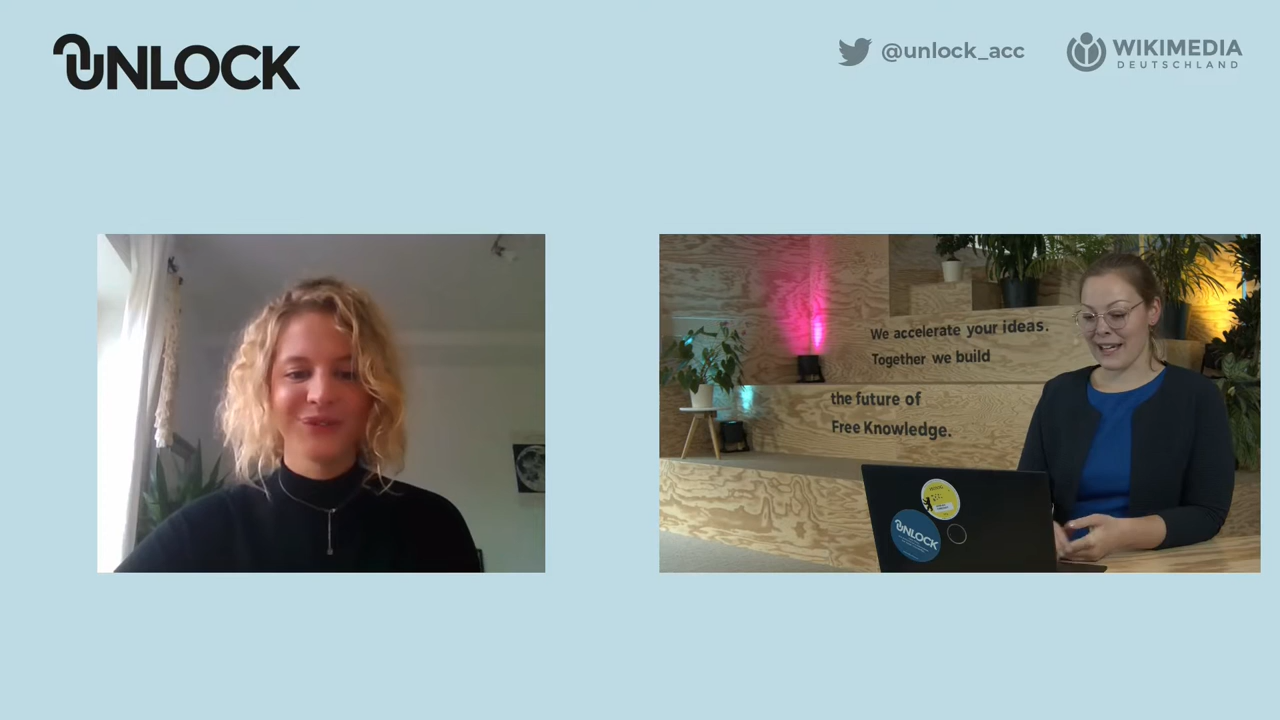 UNLOCK
@unlock_acc
WIKIMEDIA
DEUTSCHLAND
We accelerate your ideas.
Together we build
the future of
Free Knowledge.
UNLOCK